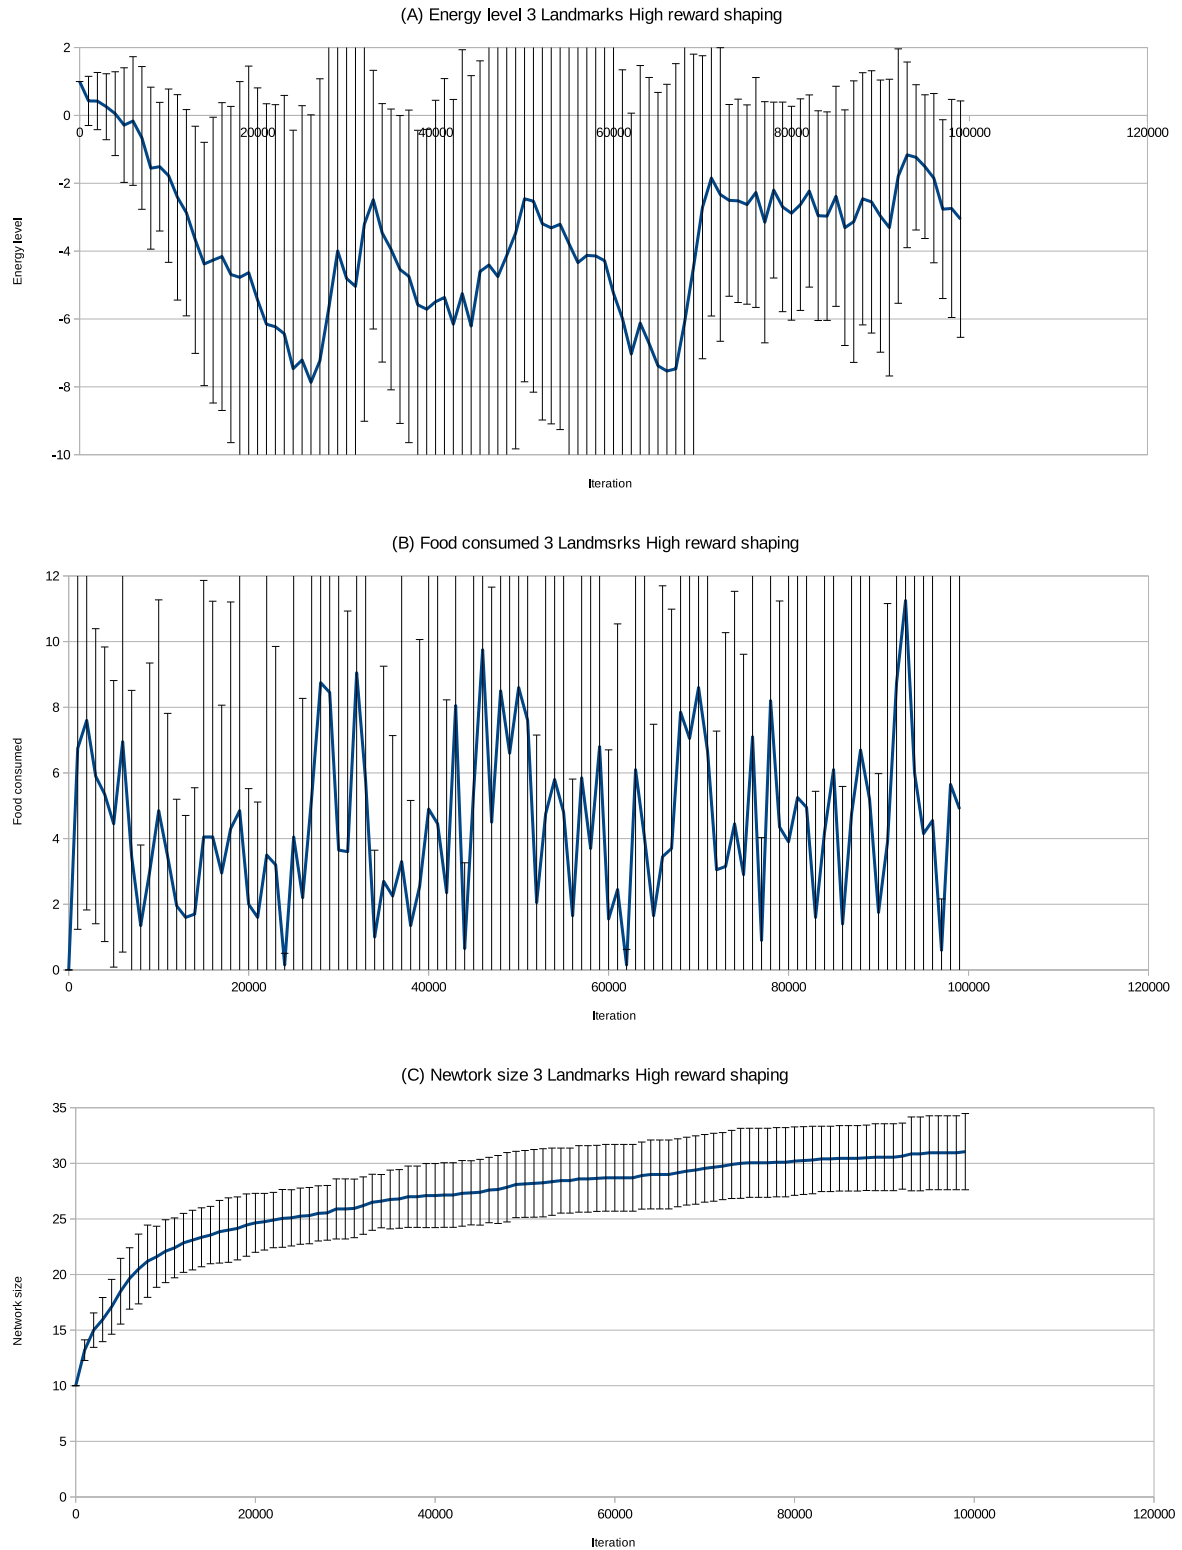 (A) Energy level 3 Landmarks High reward shaping
2
0
-2
-4
-6
-8
-10
0 20000 40000 60000 80000 100000 120000
Energy level
Iteration
(B) Food consumed 3 Landmsrks High reward shaping
12
10
8
6
4
2
0
0 20000 40000 60000 80000 100000 120000
Food consumed
Iteration
(C) Newtork size 3 Landmarks High reward shaping
35
30
25
20
15
10
5
0
0 20000 40000 60000 80000 100000 120000
Network size
Iteration